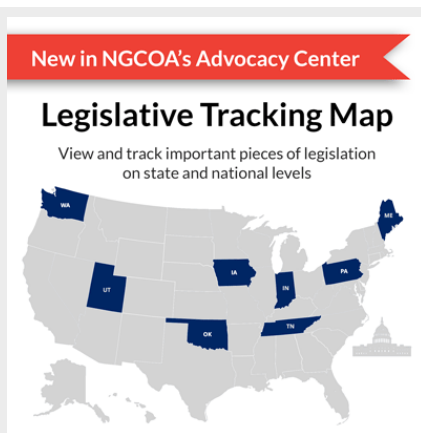 New in NGCOA's Advocacy Center
Legislative Tracking Map
View and track important pieces of legislation
on state and national levels
WA
ME
IA
PA
UT
IN
TN
OK